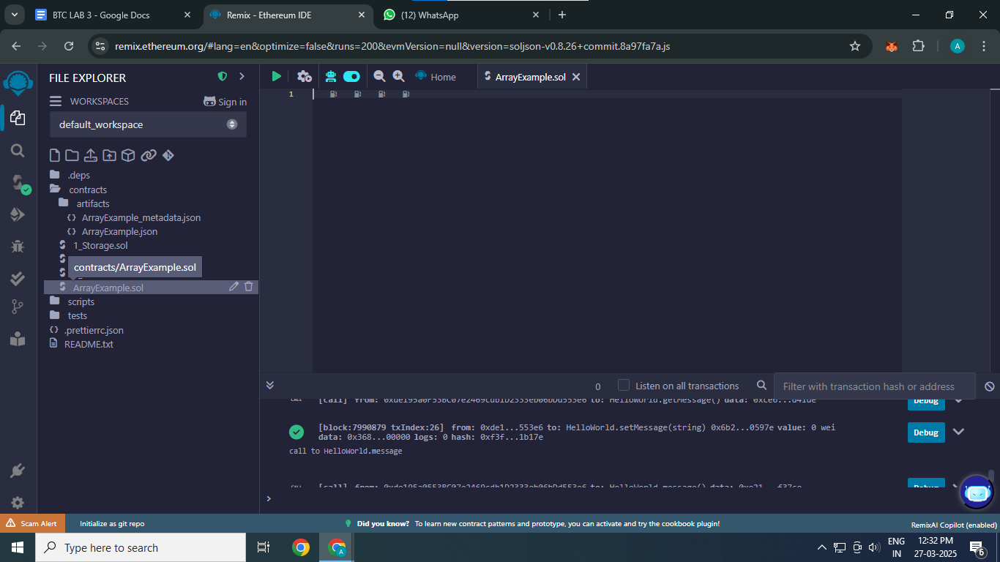 BTC LAB 3 - Google Docs
Remix - Ethereum IDE
(12) WhatsApp
remix.ethereum.org/#lang=en&optimize=false&runs=200&evmVersion=null&version=soljson-v0.8.26+commit.8a97fa7a.js
A
FILE EXPLORER
Home
ArrayExample.sol
WORKSPACES
Sign in
default_workspace
1
.deps
contracts
artifacts
ArrayExample_metadata.json
ArrayExample.json
1_Storage.sol
contracts/ArrayExample.sol
ArrayExample.sol
scripts
tests
.prettierrc.json
README.txt
0
Listen on all transactions
Filter with transaction hash or address
CALL
[call] from: 0xde195a0F53BC07e2469cdb1D2333eb06bDd553e6 to: HelloWorld.getMessage() data: 0xce6...d41de
Debug
[block:7990879 txIndex:26] from: 0xde1...553e6 to: HelloWorld.setMessage(string) 0x6b2...0597e value: 0 wei
data: 0x368...00000 logs: 0 hash: 0xf3f...1b17e
Debug
call to HelloWorld.message
[call] from: to: HelloWorld.message() data: 0xe21...f37ce
Debug
>
Scam Alert
Initialize as git repo
Did you know? To learn new contract patterns and prototype, you can activate and try the cookbook plugin!
RemixAI Copilot (enabled)
Type here to search
A
ENG
IN
12:32 PM
27-03-2025
6